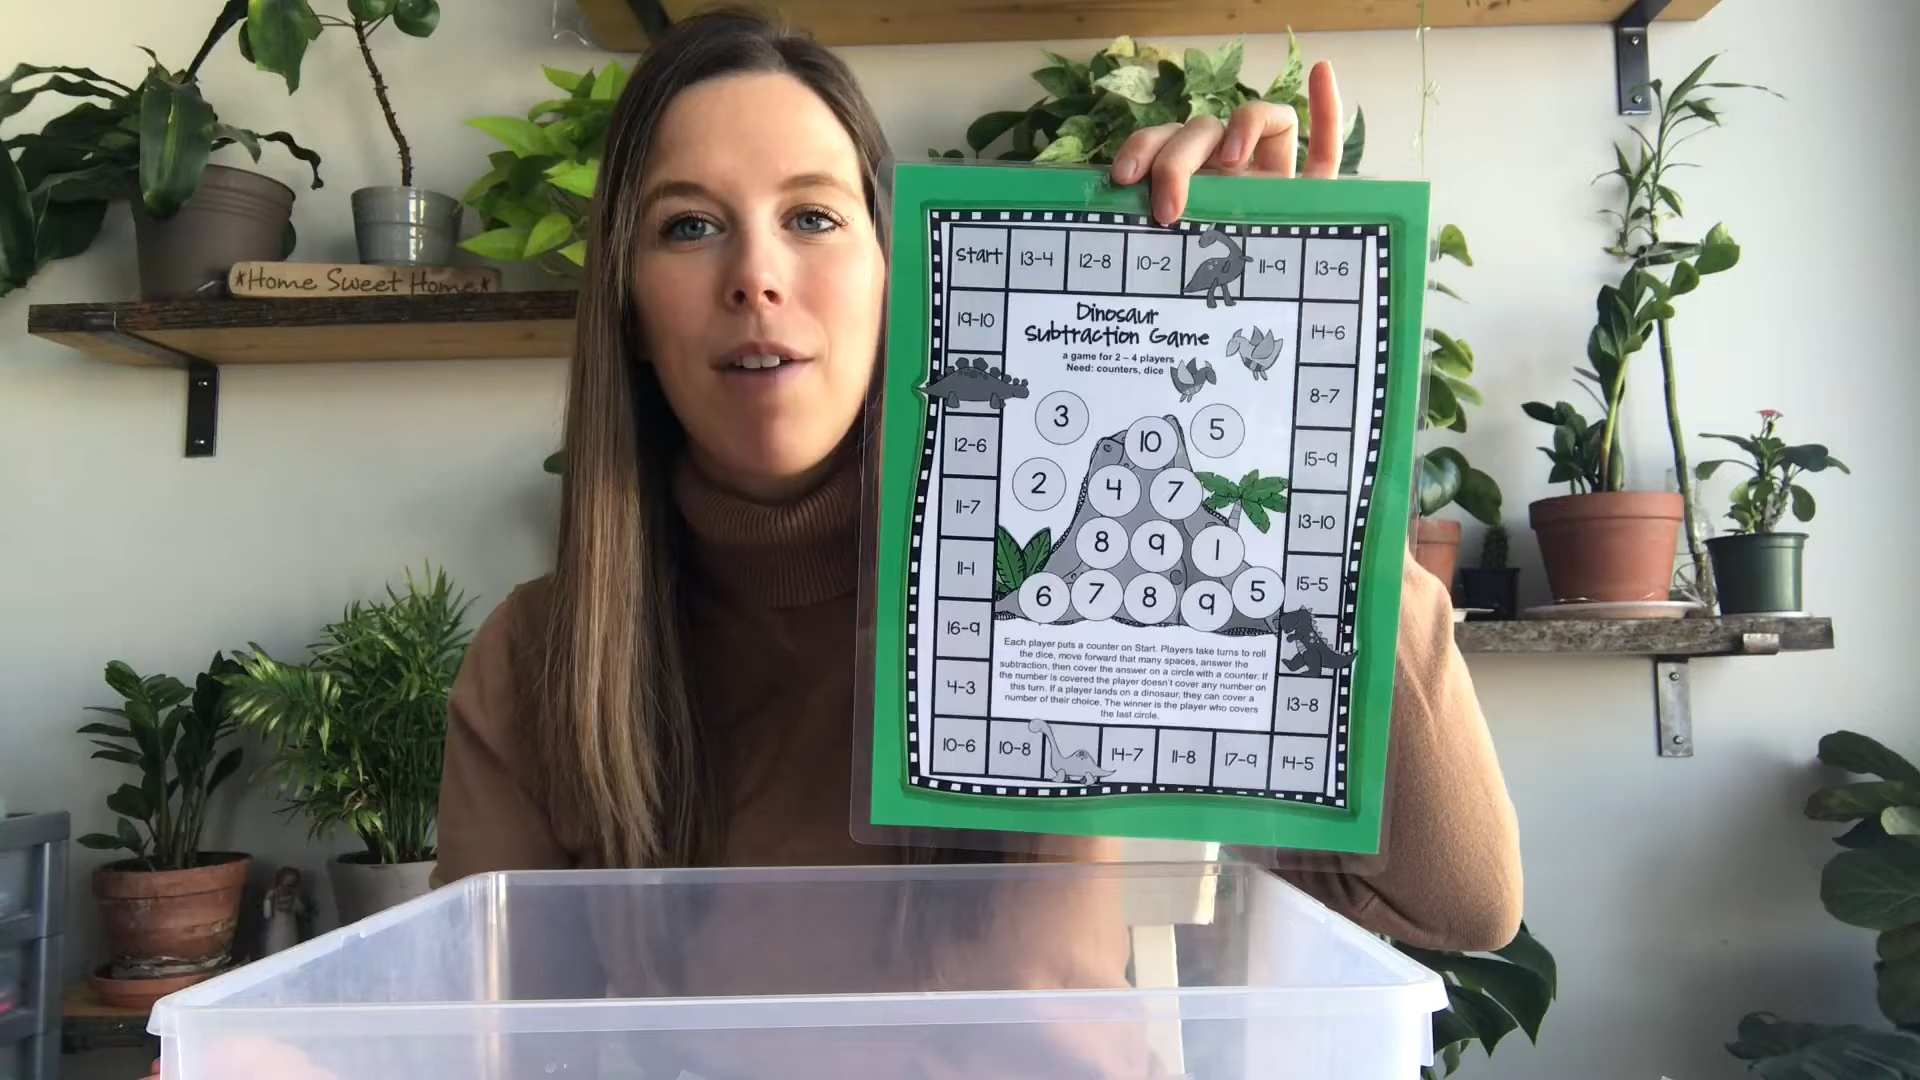 *Home Sweet Home*
start 13-4 12-8 10-2 11-9 13-6
19-10
14-6
Dinosaur
Subtraction Game
a game for 2 – 4 players
Need: counters, dice
8-7
3
10
5
12-6
15-9
2
4 7
11-7
13-10
8 9 1
11-1
15-5
6 7 8 9 5
16-9
Each player puts a counter on Start. Players take turns to roll
the dice, move forward that many spaces, answer the
subtraction, then cover the answer on a circle with a counter. If
the number is covered the player doesn't cover any number on
this turn. If a player lands on a dinosaur, they can cover a
number of their choice. The winner is the player who covers
the last circle.
4-3
13-8
10-6 10-8 14-7 11-8 17-9 14-5